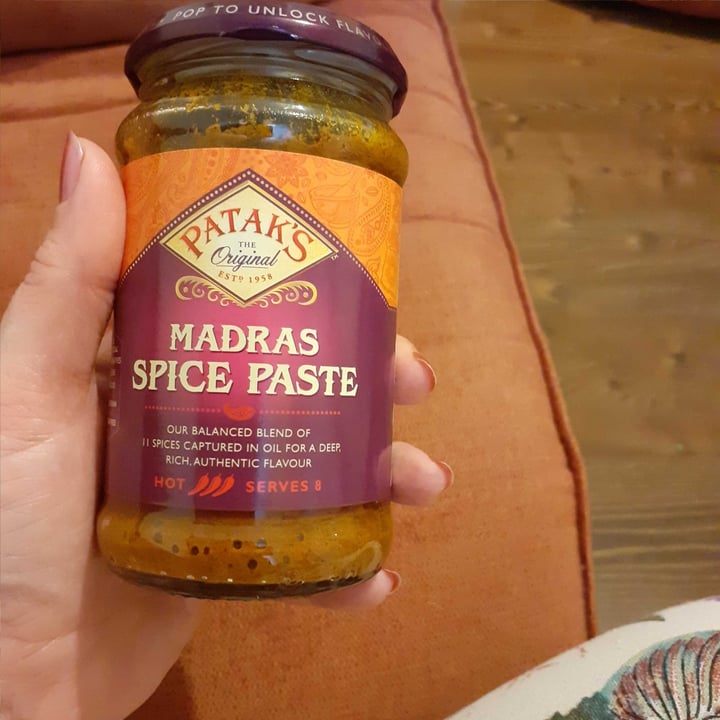 POP TO UNLOCK
PATAK'S
THE
Original
ESTD 1958
MADRAS
SPICE PASTE
OUR BALANCED BLEND OF
11 SPICES CAPTURED IN OIL FOR A DEEP,
RICH, AUTHENTIC FLAVOUR
HOT SERVES 8